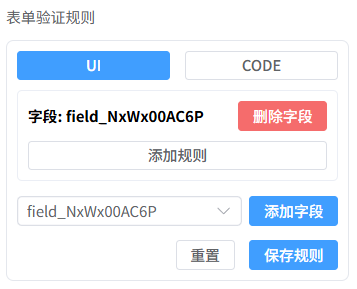 表单验证规则
UI CODE
字段: field_NxWx00AC6P 删除字段
添加规则
field_NxWx00AC6P 添加字段
重置 保存规则